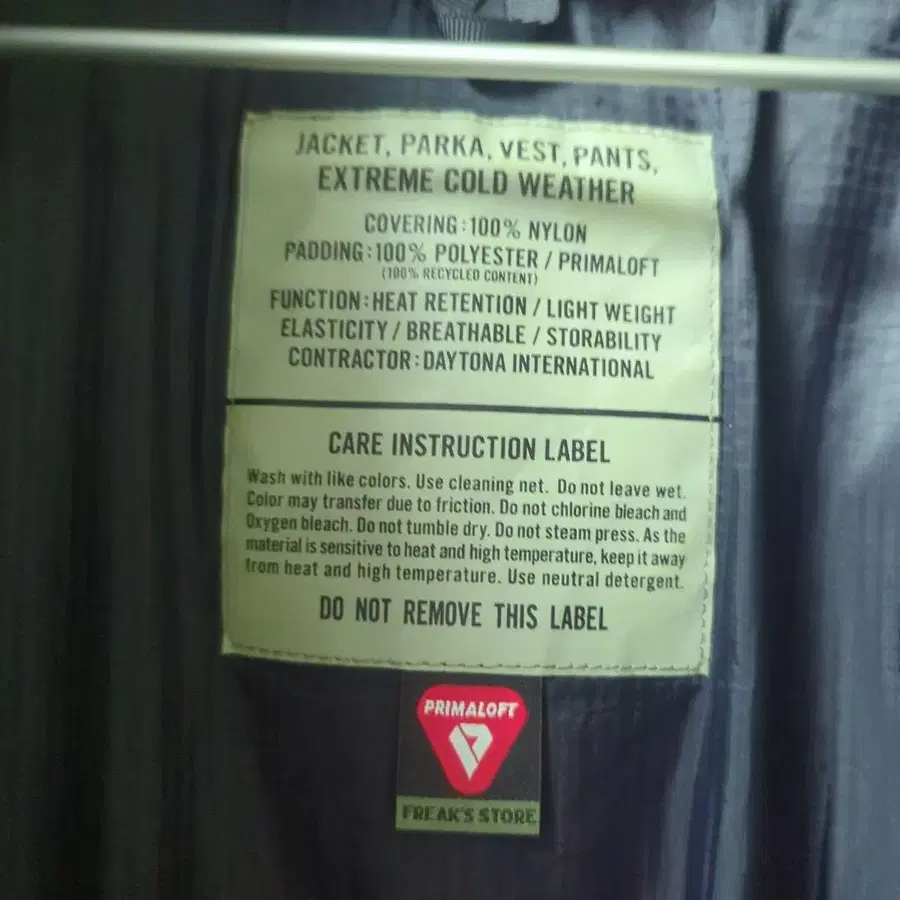 JACKET, PARKA, VEST, PANTS,
EXTREME COLD WEATHER
COVERING : 100% NYLON
PADDING : 100% POLYESTER / PRIMALOFT
(100% RECYCLED CONTENT)
FUNCTION : HEAT RETENTION / LIGHT WEIGHT
ELASTICITY / BREATHABLE / STORABILITY
CONTRACTOR : DAYTONA INTERNATIONAL
CARE INSTRUCTION LABEL
Wash with like colors. Use cleaning net. Do not leave wet.
Color may transfer due to friction. Do not chlorine bleach and
Oxygen bleach. Do not tumble dry. Do not steam press. As the
material is sensitive to heat and high temperature, keep it away
from heat and high temperature. Use neutral detergent.
DO NOT REMOVE THIS LABEL
PRIMALOFT
FREAK'S STORE